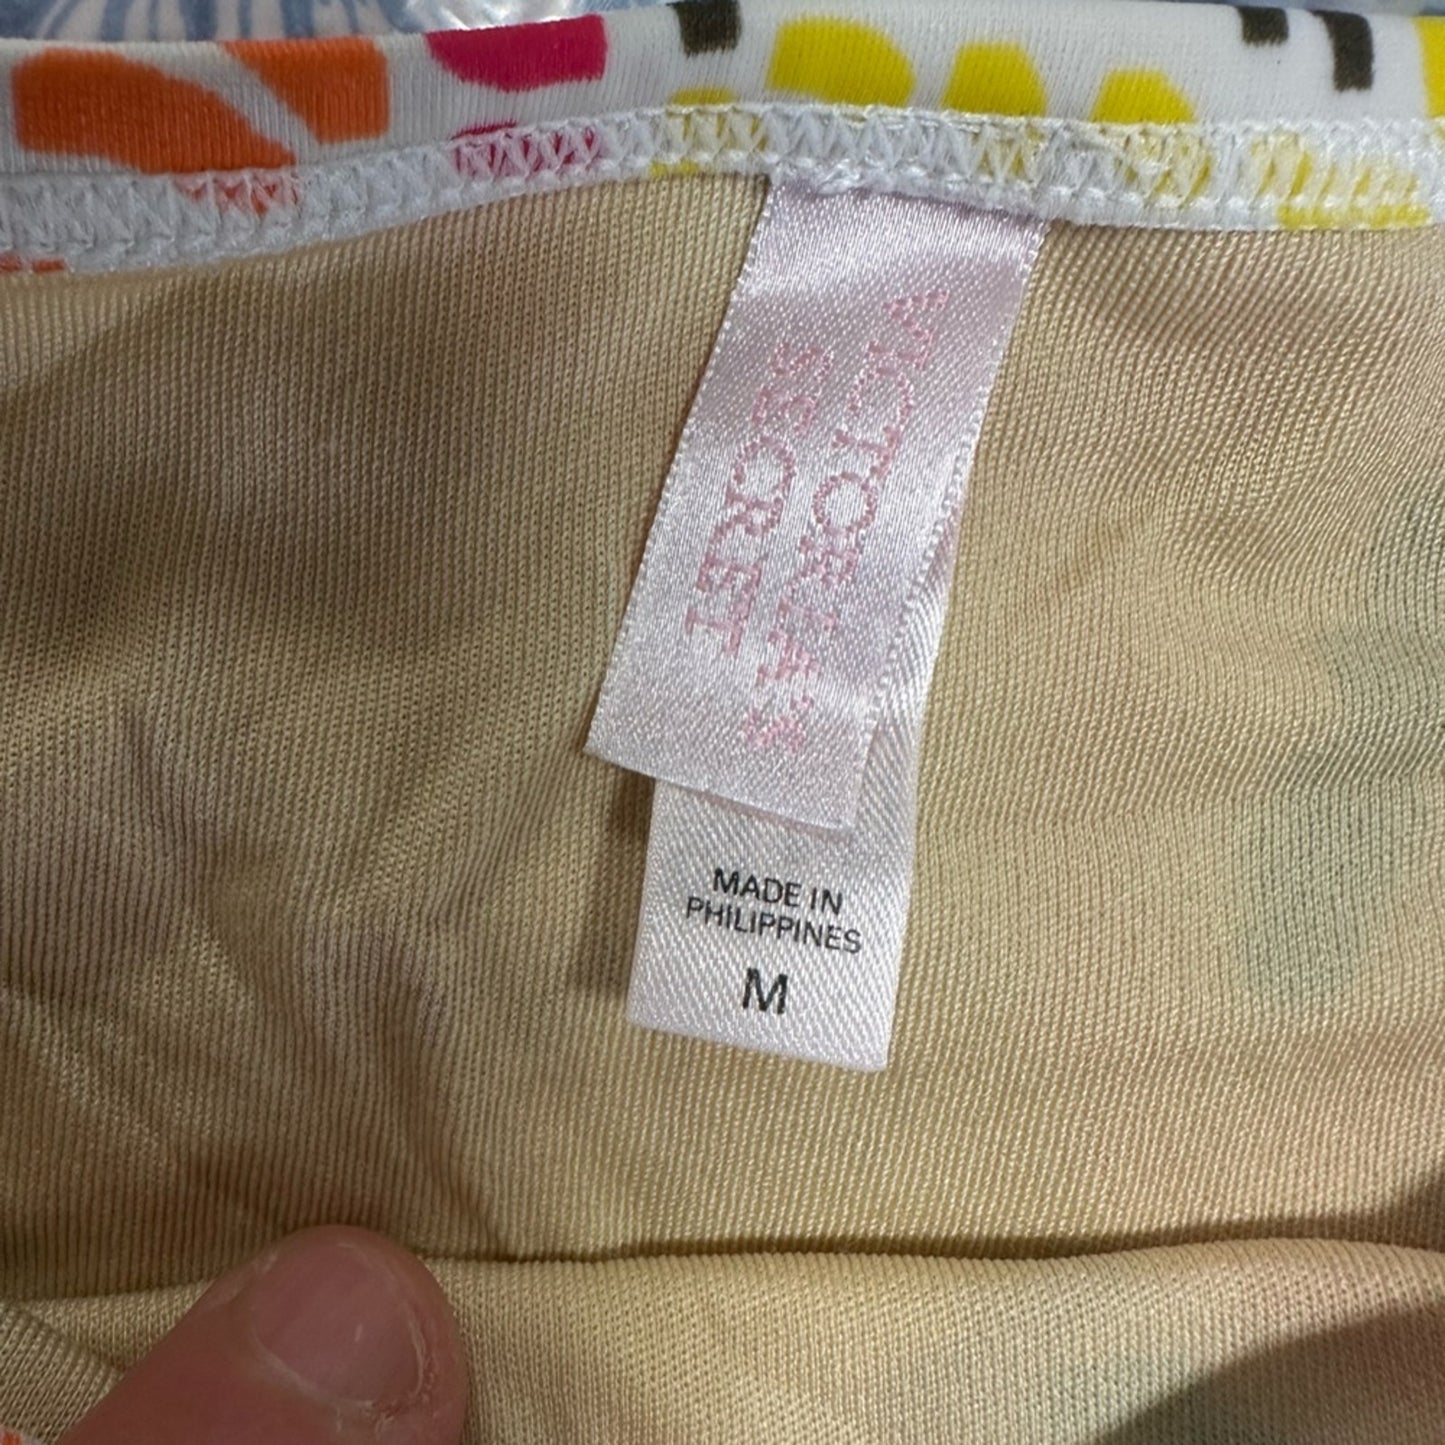 VICTORIA'S
SECRET
MADE IN
PHILIPPINES
M